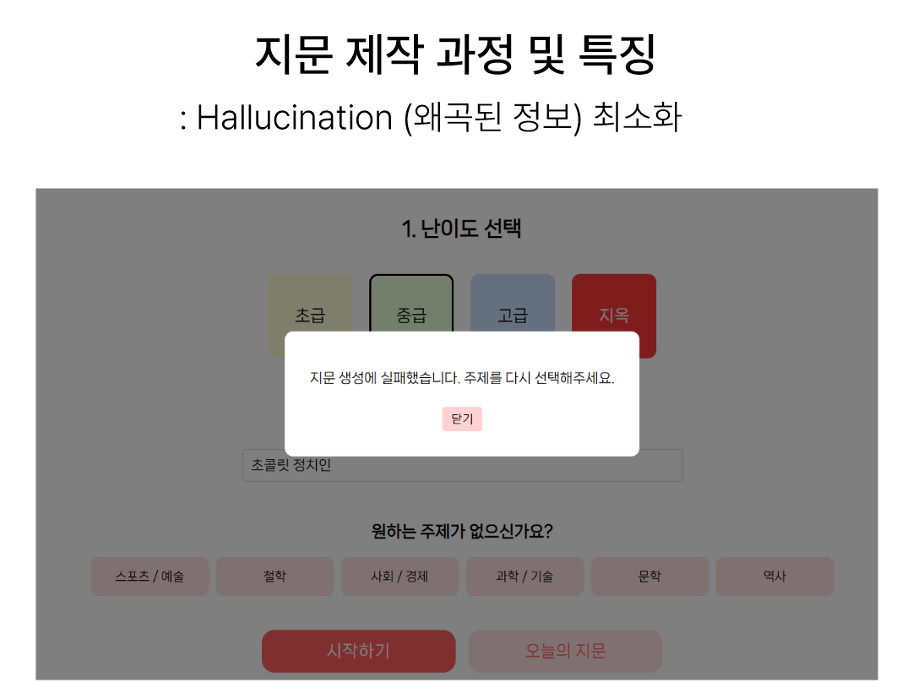 지문 제작 과정 및 특징
: Hallucination (왜곡된 정보) 최소화
1. 난이도 선택
초급 중급 고급 지옥
지문 생성에 실패했습니다. 주제를 다시 선택해주세요.
닫기
초콜릿 정치인
원하는 주제가 없으신가요?
스포츠 / 예술 철학 사회 / 경제 과학 / 기술 문학 역사
시작하기 오늘의 지문